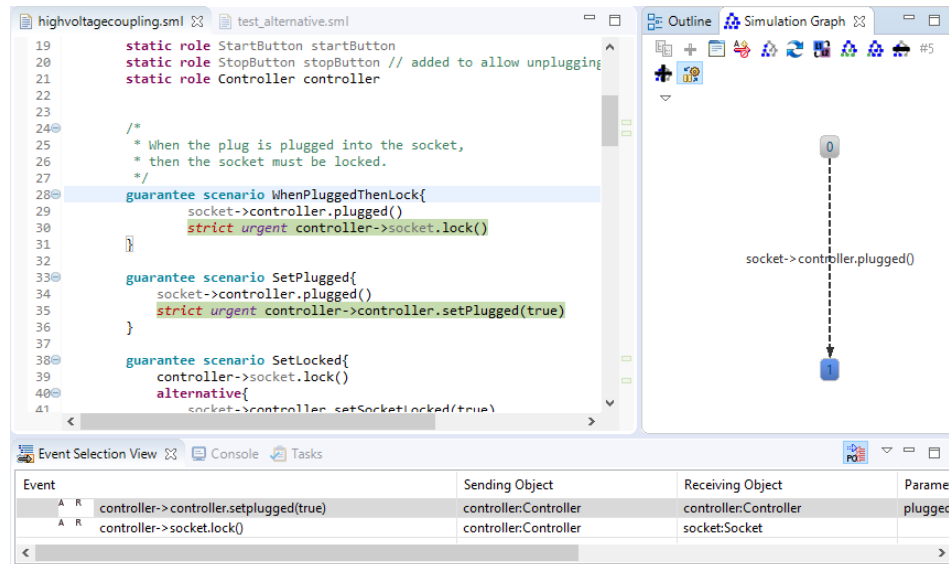 highvoltagecoupling.sml
test_alternative.sml
Outline
Simulation Graph
19 static role StartButton startButton
20 static role StopButton stopButton // added to allow unplugging
21 static role Controller controller
22
23
24 /*
25 * When the plug is plugged into the socket,
26 * then the socket must be locked.
27 */
28 guarantee scenario WhenPluggedThenLock{
29 socket->controller.plugged()
30 strict urgent controller->socket.lock()
31 }
32
33 guarantee scenario SetPlugged{
34 socket->controller.plugged()
35 strict urgent controller->controller.setPlugged(true)
36 }
37
38 guarantee scenario SetLocked{
39 controller->socket.lock()
40 alternative{
41 socket->controller.setSocketLocked(true)
#5
0
socket->controller.plugged()
1
Event Selection View
Console
Tasks
Event Sending Object Receiving Object Parame
A R controller->controller.setplugged(true) controller:Controller controller:Controller plugged
A R controller->socket.lock() controller:Controller socket:Socket